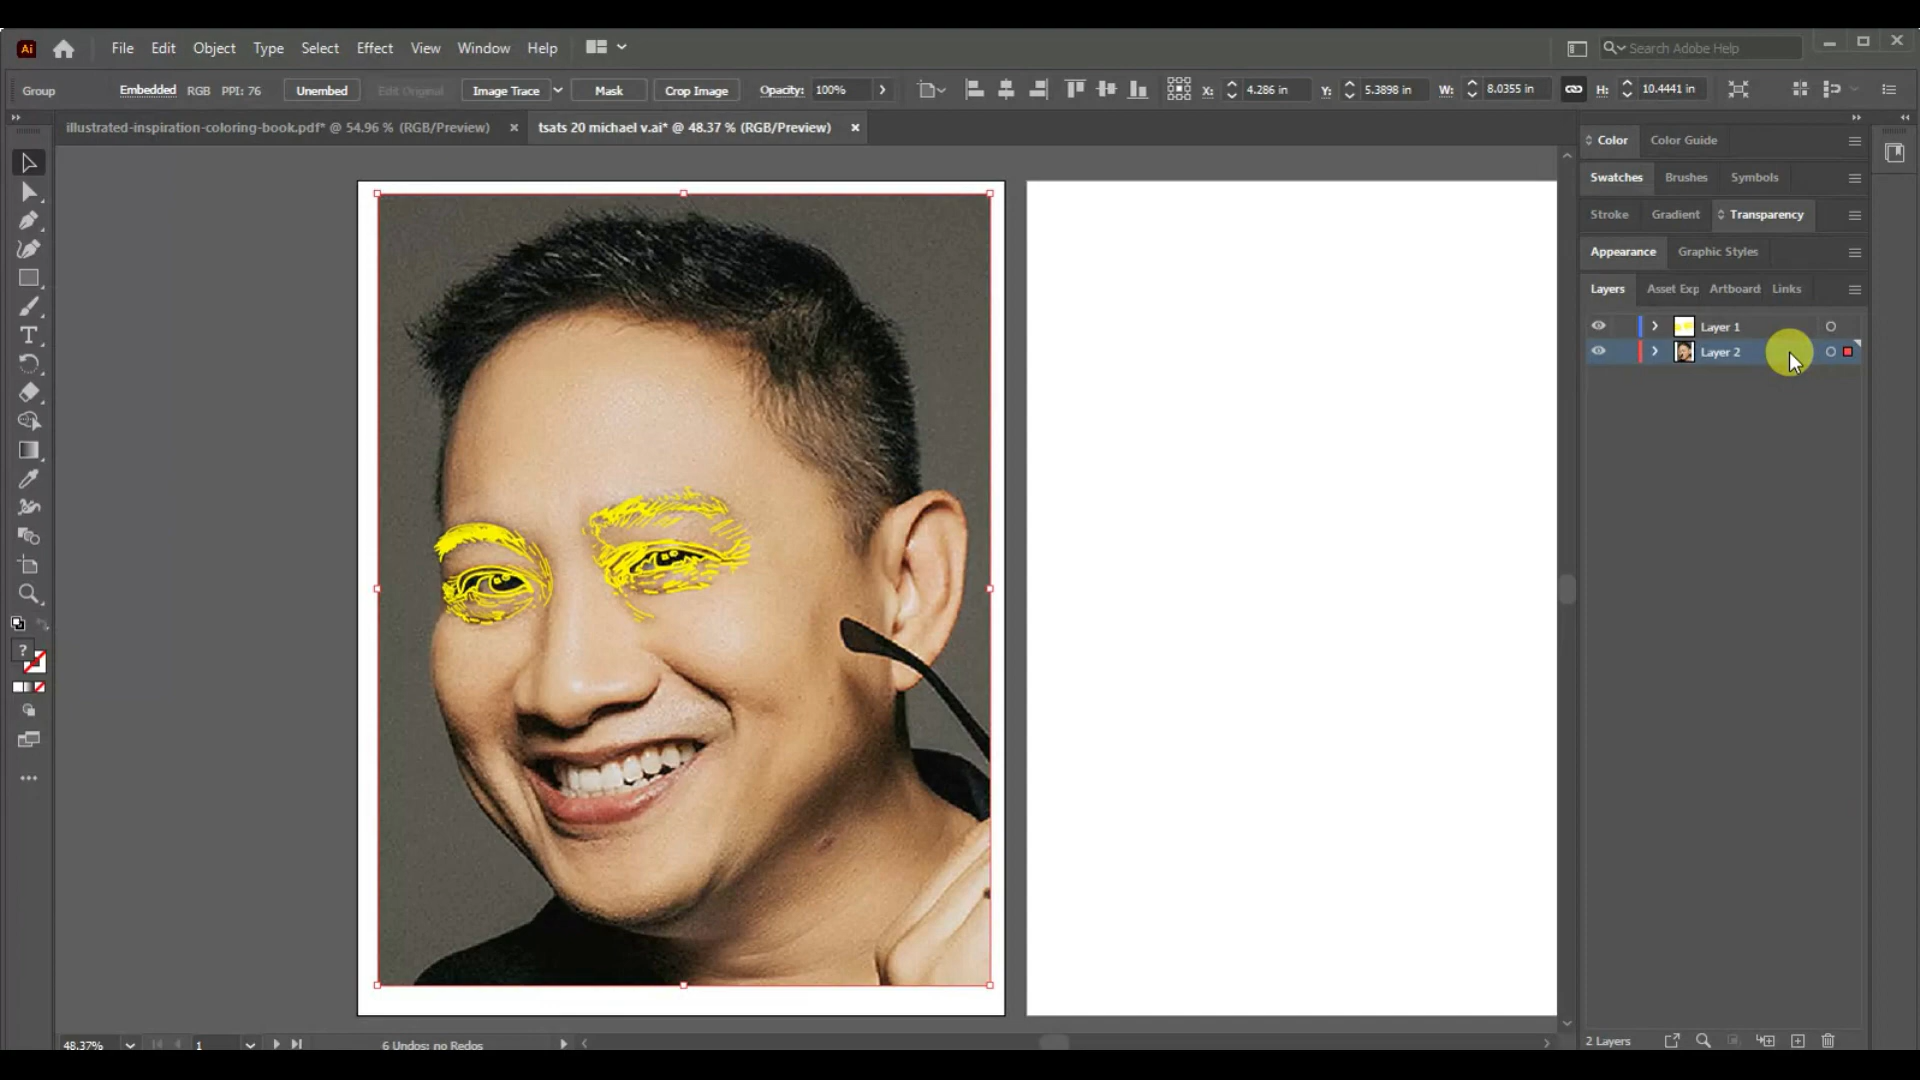 Ai File Edit Object Type Select Effect View Window Help Search Adobe Help
Group Embedded RGB PPI: 76 Unembed Edit Original Image Trace Mask Crop Image Opacity: 100% X: 4.286 in Y: 5.3898 in W: 8.0355 in H: 10.4441 in
illustrated-inspiration-coloring-book.pdf* @ 54.96 % (RGB/Preview) × tsats 20 michael v.ai* @ 48.37 % (RGB/Preview) ×
Color Color Guide
Swatches Brushes Symbols
Stroke Gradient Transparency
Appearance Graphic Styles
Layers Asset Exp Artboard Links
Layer 1
Layer 2
T
?
48.37% 1 6 Undos: no Redos 2 Layers